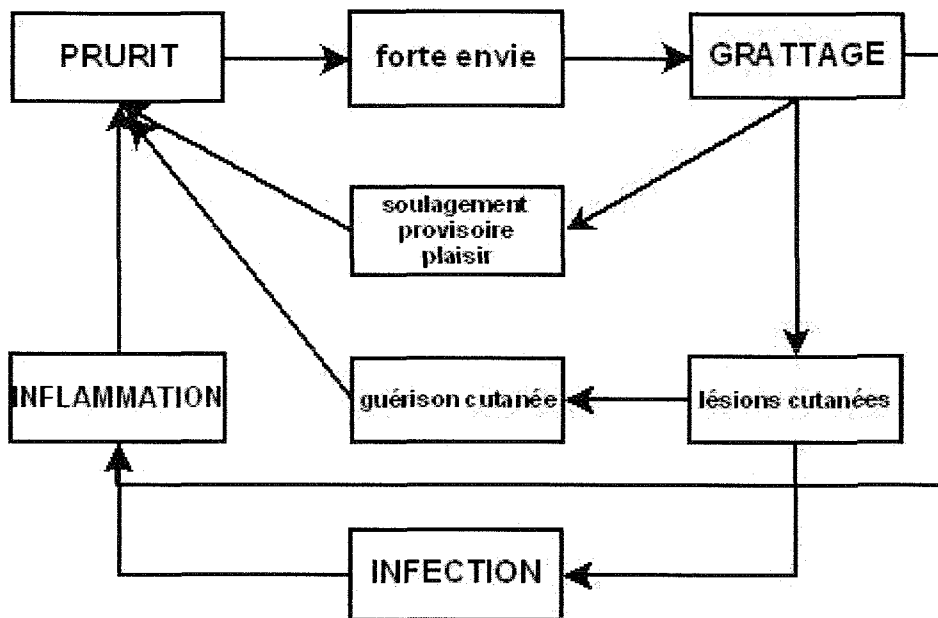 PRURIT
forte envie
GRATTAGE
soulagement
provisoire
plaisir
INFLAMMATION
guérison cutanée
lésions cutanées
INFECTION